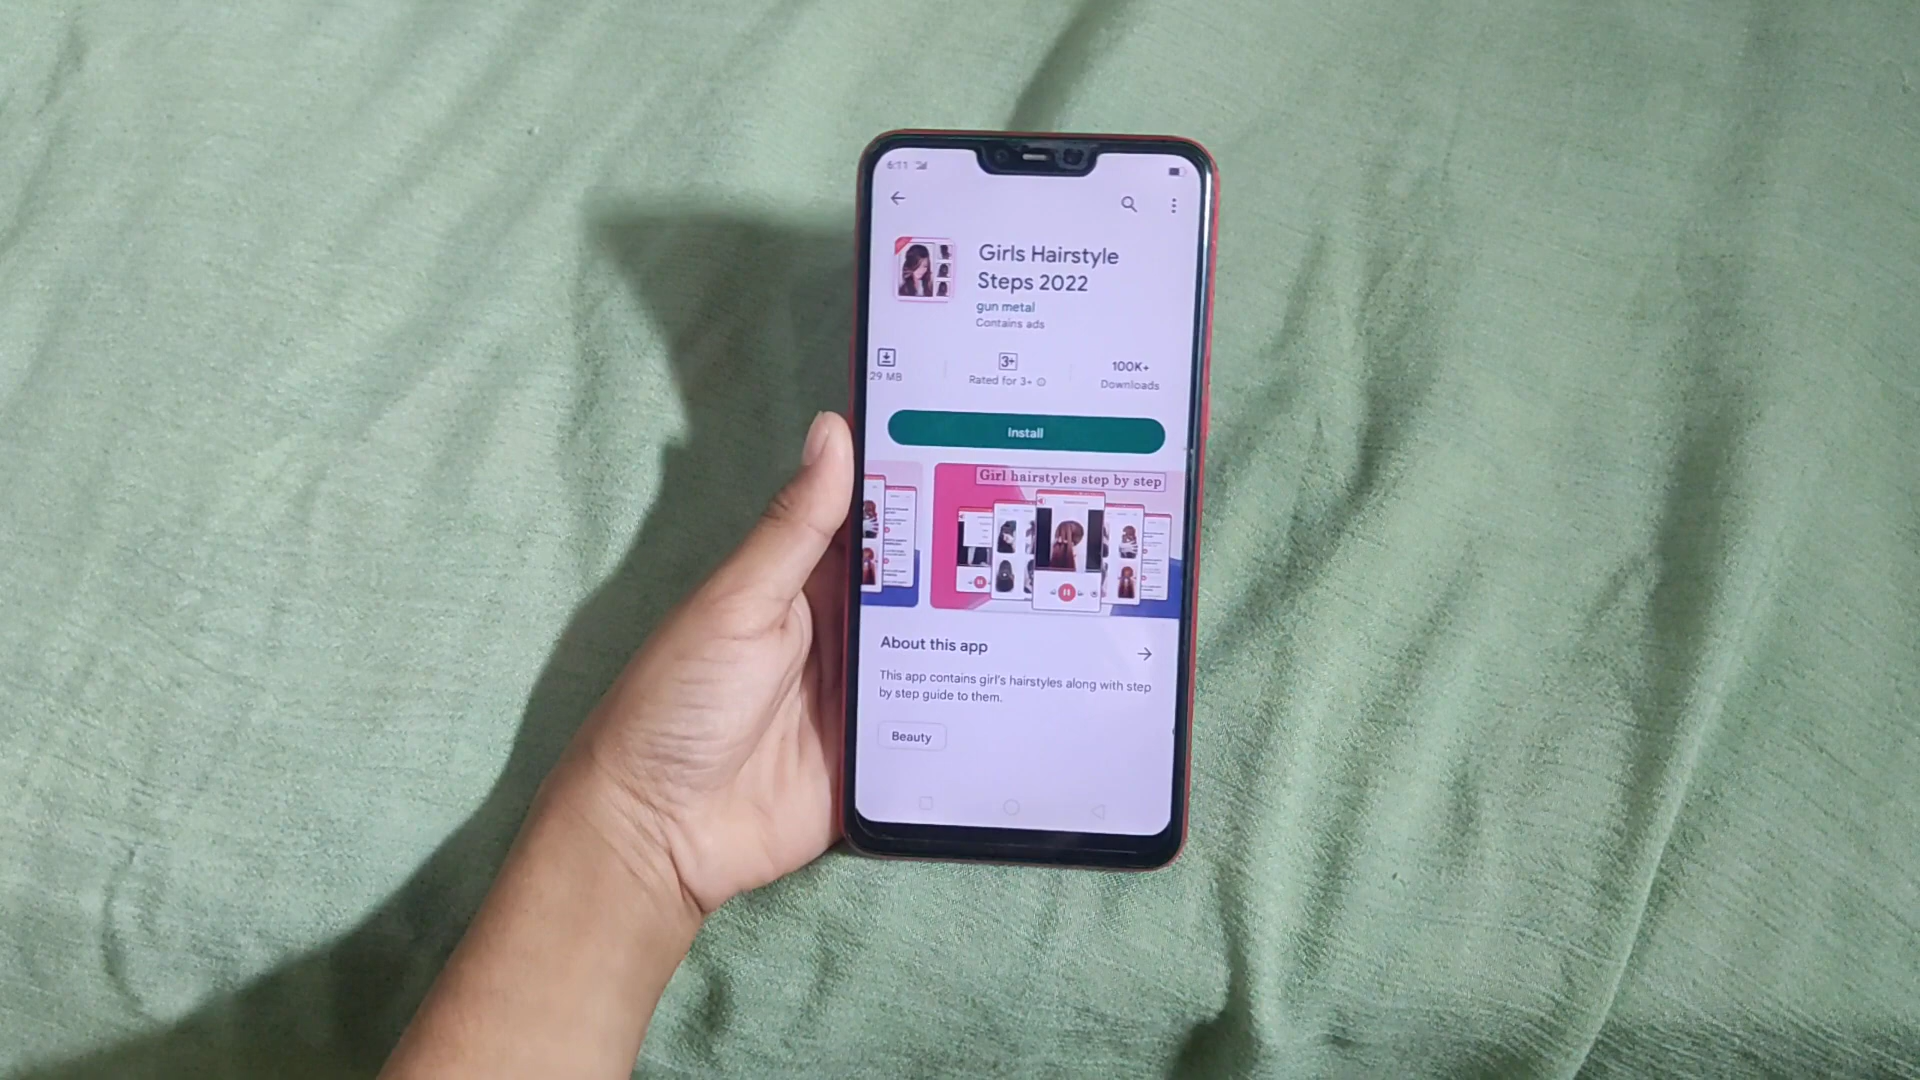 6:11
Girls Hairstyle
Steps 2022
gun metal
Contains ads
29 MB
3+
Rated for 3+
100K+
Downloads
Install
Girl hairstyles step by step
About this app
This app contains girl's hairstyles along with step
by step guide to them.
Beauty